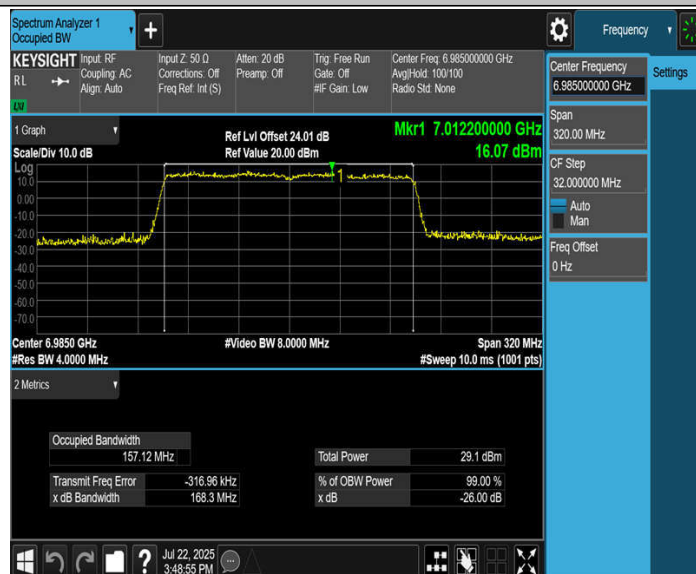 Spectrum Analyzer 1
Occupied BW
Frequency
KEYSIGHT
RL
LXI
Input: RF
Coupling: AC
Align: Auto
Input Z: 50 Ω
Corrections: Off
Freq Ref: Int (S)
Atten: 20 dB
Preamp: Off
Trig: Free Run
Gate: Off
#IF Gain: Low
Center Freq: 6.985000000 GHz
Avg|Hold: 100/100
Radio Std: None
Center Frequency
6.985000000 GHz
Settings
Span
320.00 MHz
CF Step
32.000000 MHz
Auto
Man
Freq Offset
0 Hz
1 Graph
Scale/Div 10.0 dB
Ref Lvl Offset 24.01 dB
Ref Value 20.00 dBm
Mkr1 7.012200000 GHz
16.07 dBm
Log
10.0
0.00
-10.0
-20.0
-30.0
-40.0
-50.0
-60.0
-70.0
1
Center 6.9850 GHz
#Res BW 4.0000 MHz
#Video BW 8.0000 MHz
Span 320 MHz
#Sweep 10.0 ms (1001 pts)
2 Metrics
Occupied Bandwidth
157.12 MHz
Total Power 29.1 dBm
Transmit Freq Error -316.96 kHz
% of OBW Power 99.00 %
x dB Bandwidth 168.3 MHz
x dB -26.00 dB
Jul 22, 2025
3:48:55 PM